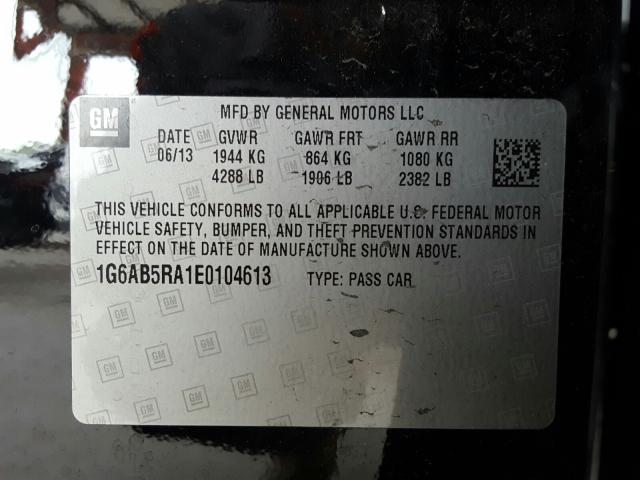 GM MFD BY GENERAL MOTORS LLC
DATE GVWR GAWR FRT GAWR RR
06/13 1944 KG 864 KG 1080 KG
4288 LB 1906 LB 2382 LB
THIS VEHICLE CONFORMS TO ALL APPLICABLE U.S. FEDERAL MOTOR
VEHICLE SAFETY, BUMPER, AND THEFT PREVENTION STANDARDS IN
EFFECT ON THE DATE OF MANUFACTURE SHOWN ABOVE.
1G6AB5RA1E0104613 TYPE: PASS CAR